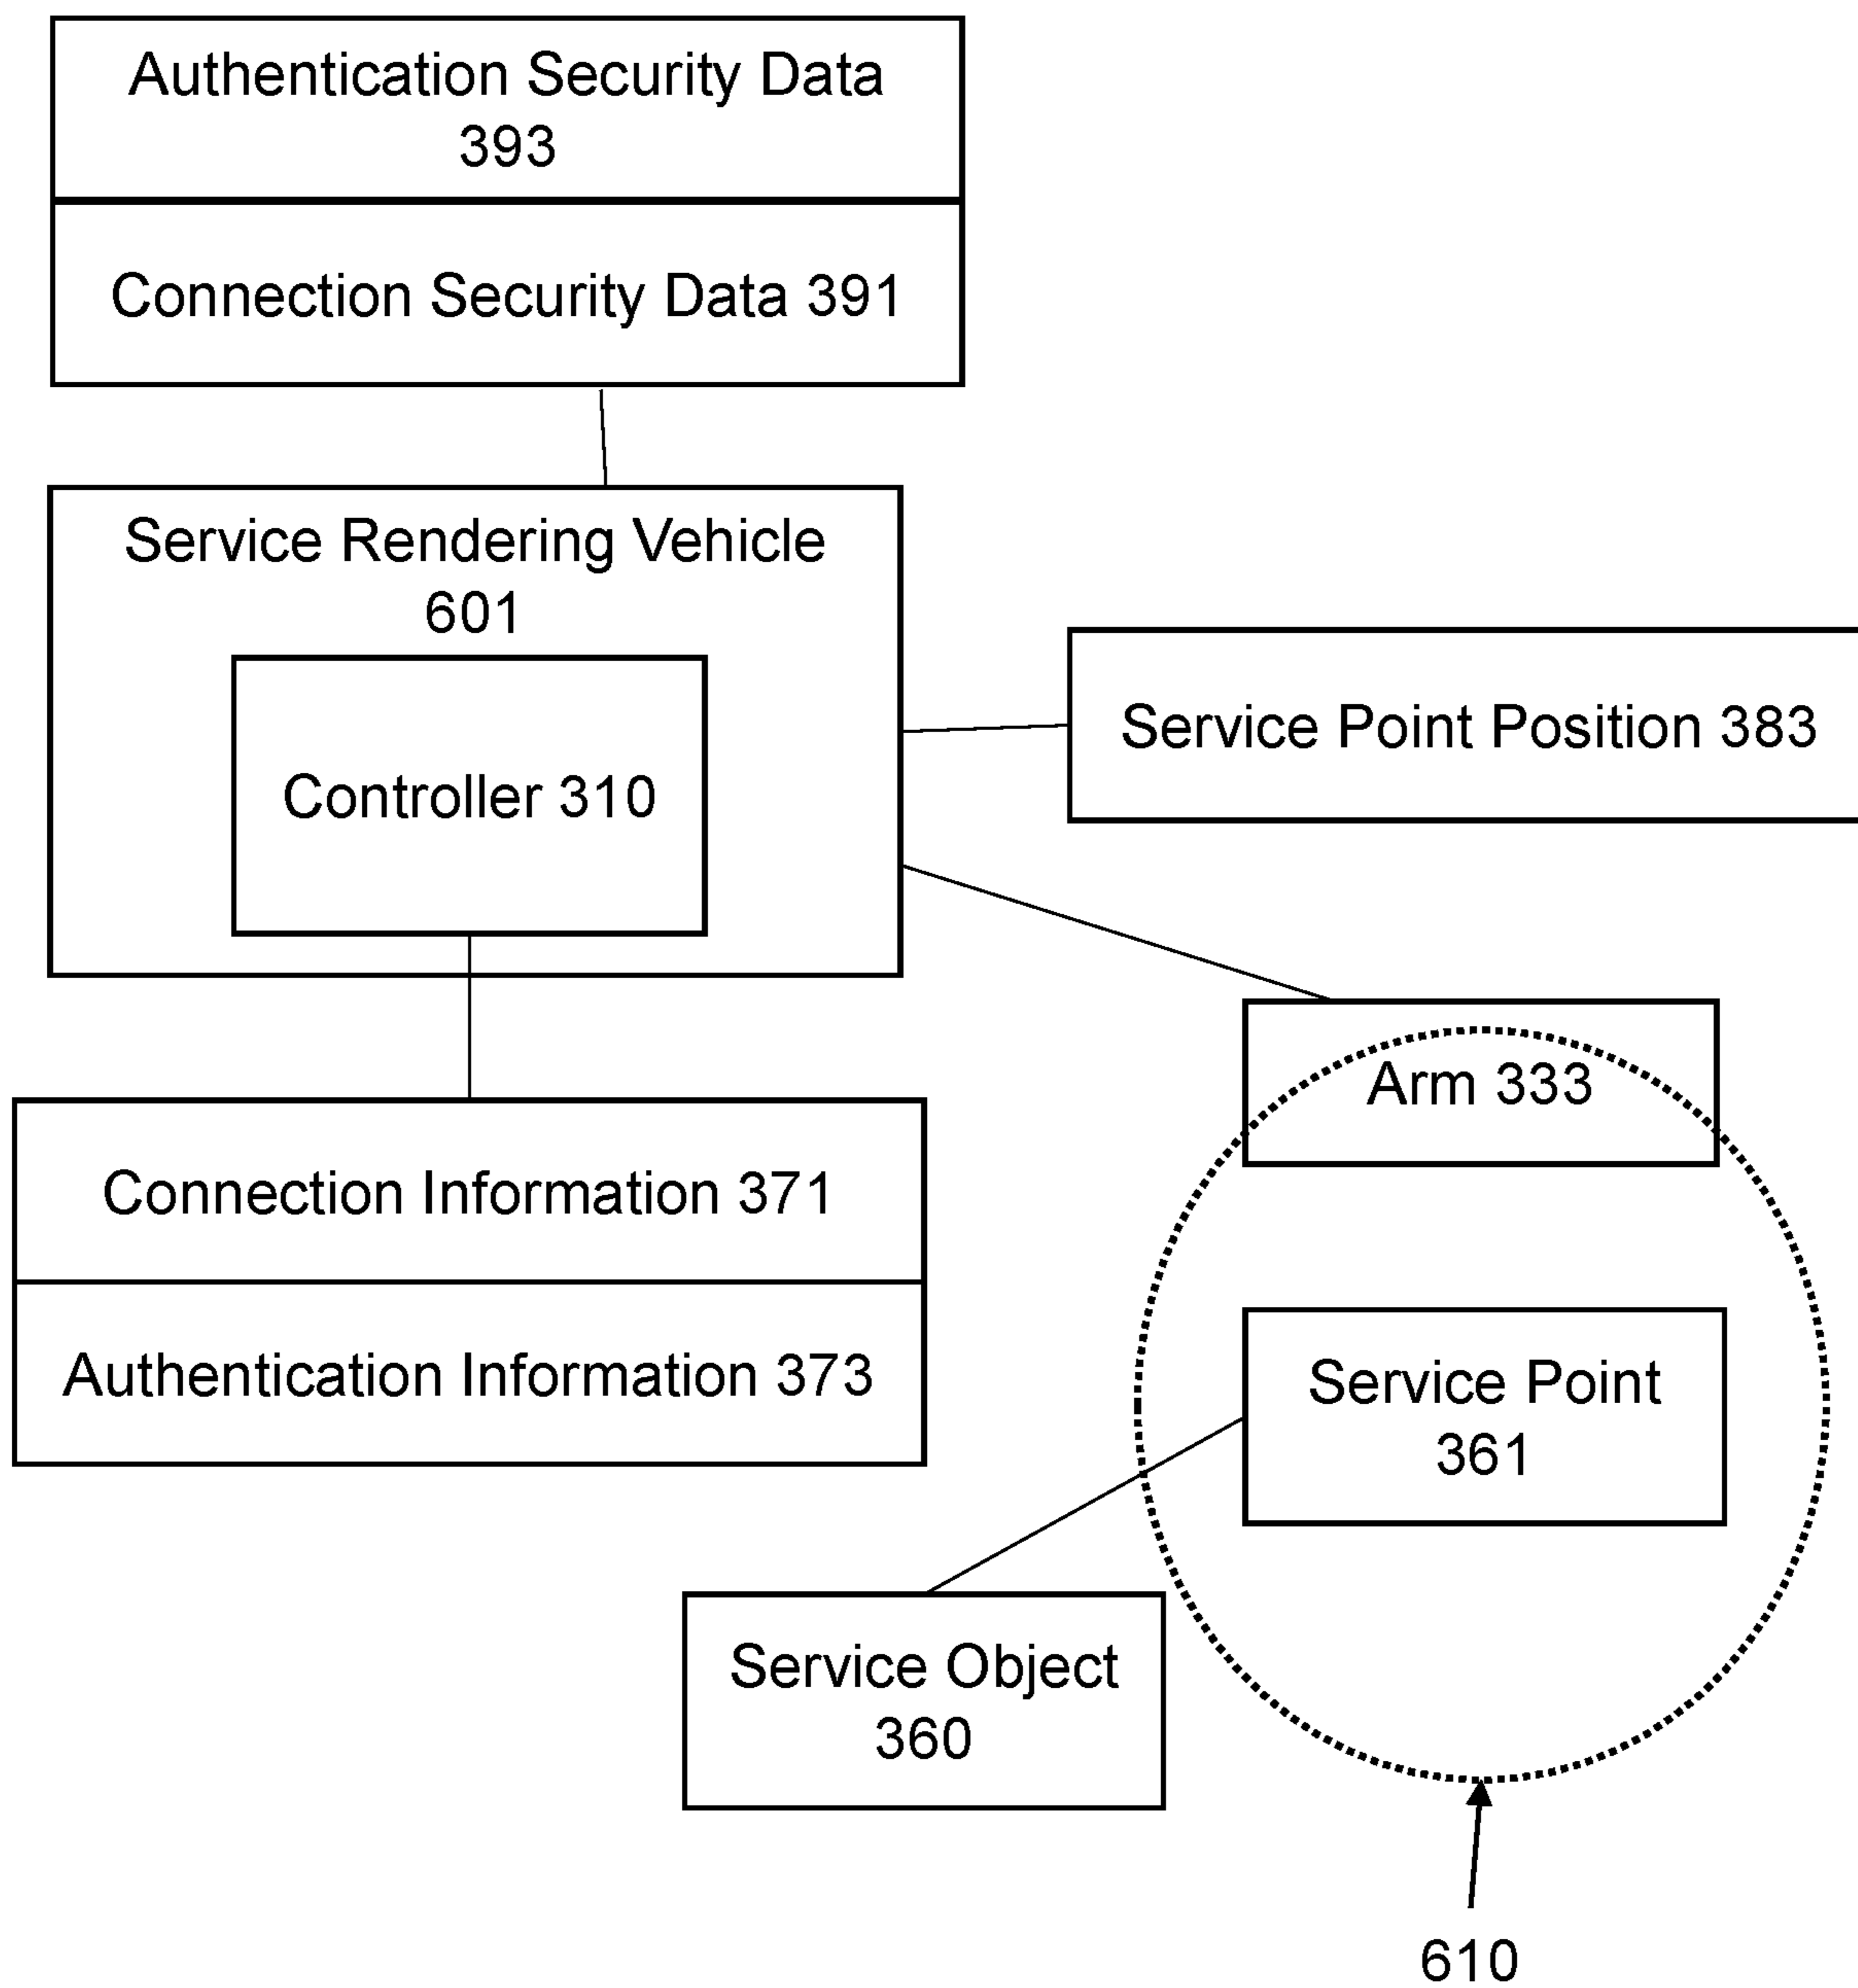 Authentication Security Data
393
Connection Security Data 391
Service Rendering Vehicle
601
Controller 310
Service Point Position 383
Arm 333
Connection Information 371
Authentication Information 373
Service Point
361
Service Object
360
610